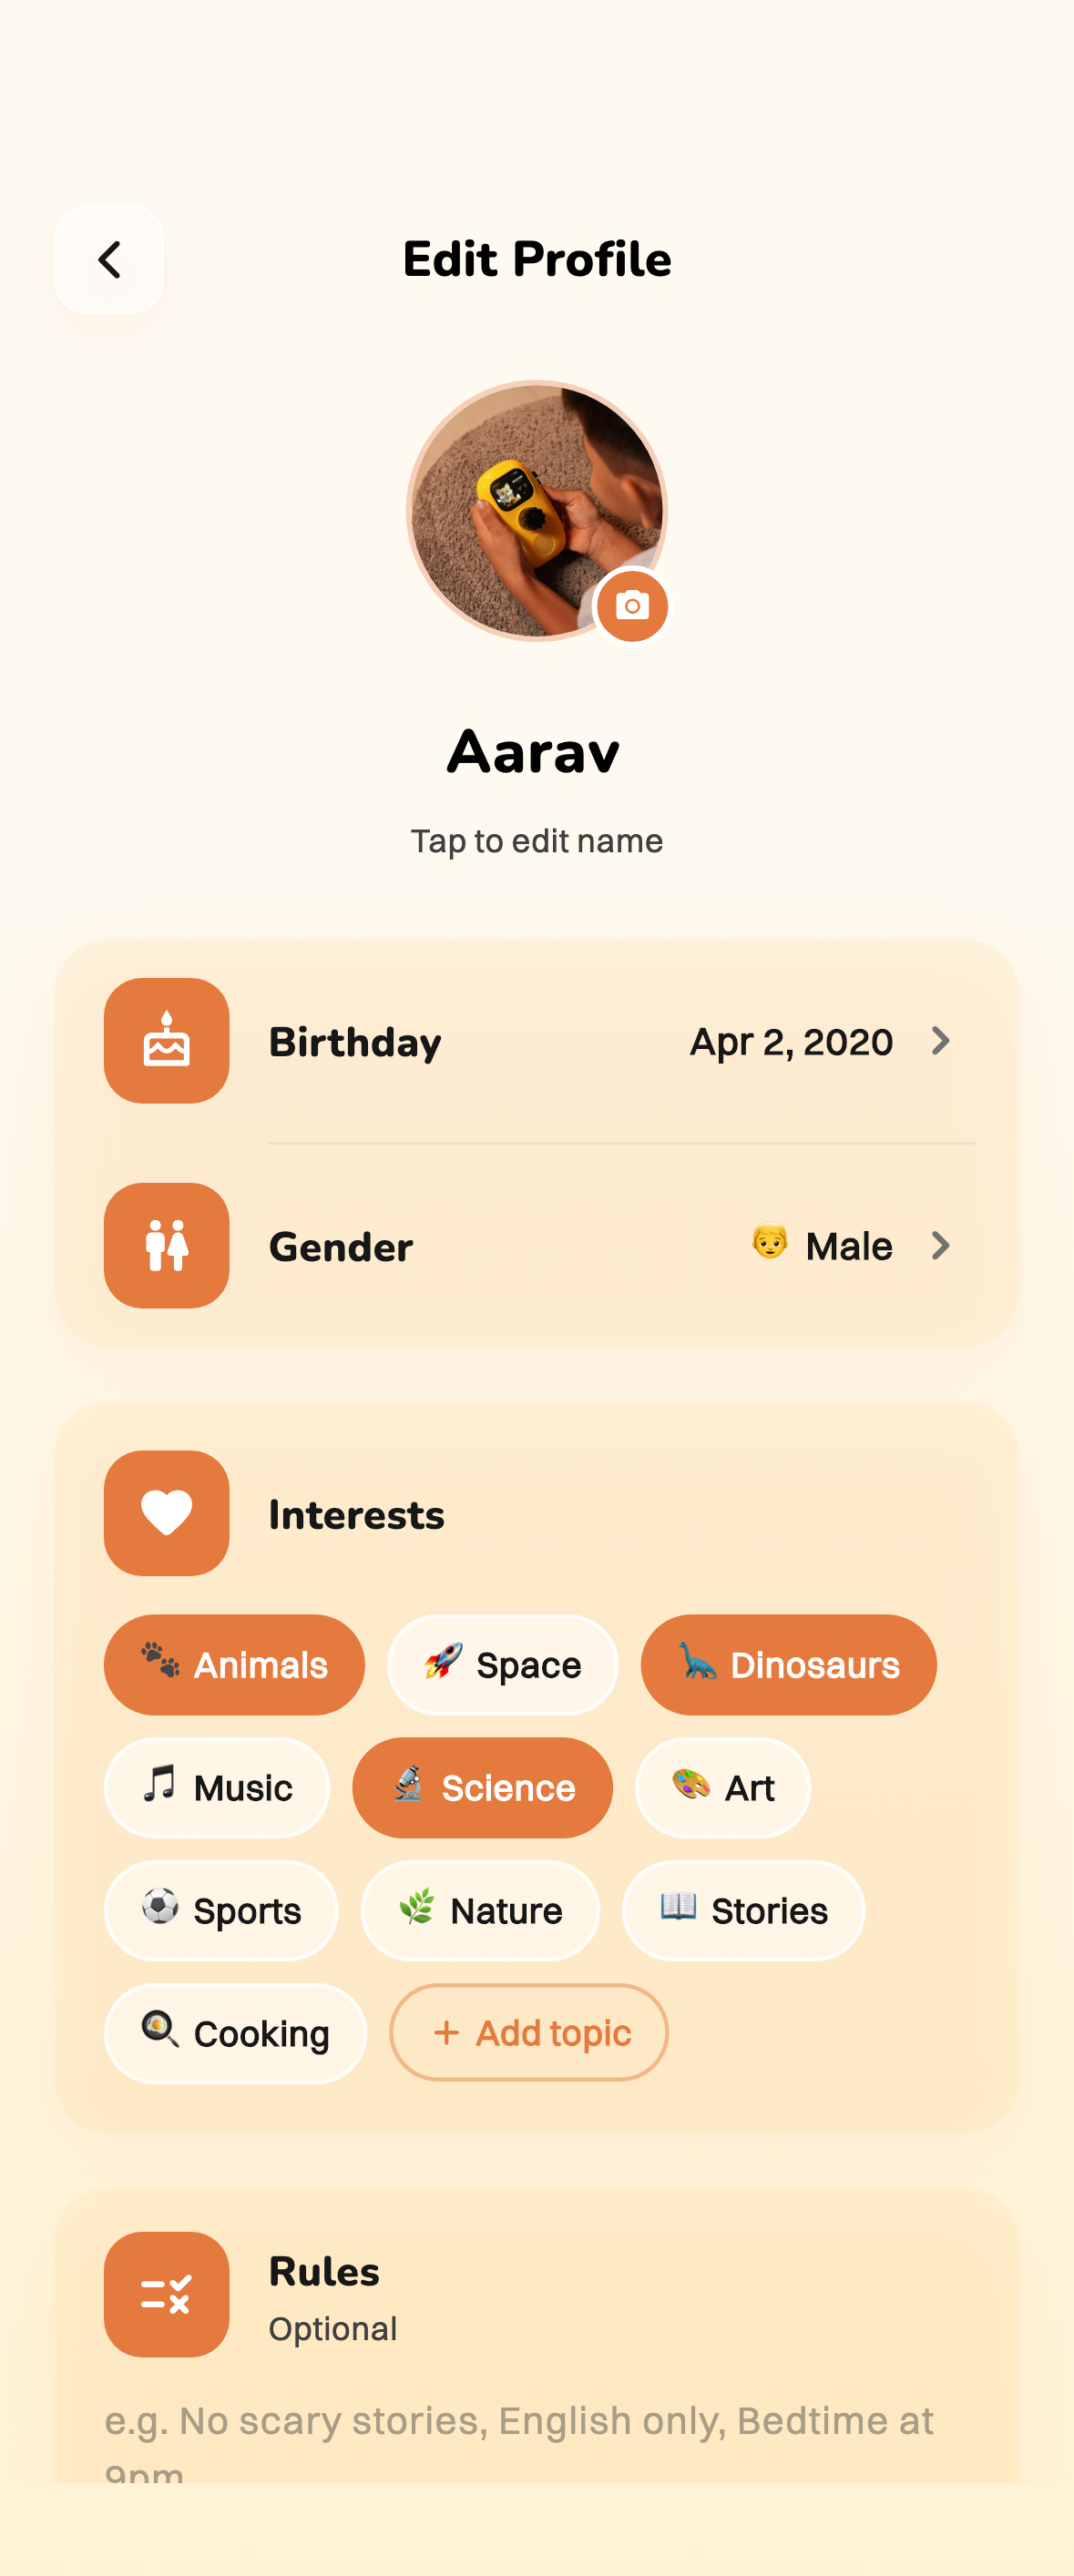 Edit Profile
Aarav
Tap to edit name
Birthday
Apr 2, 2020
Gender
Male
Interests
Animals
Space
Dinosaurs
Music
Science
Art
Sports
Nature
Stories
Cooking
+ Add topic
Rules
Optional
e.g. No scary stories, English only, Bedtime at
9pm